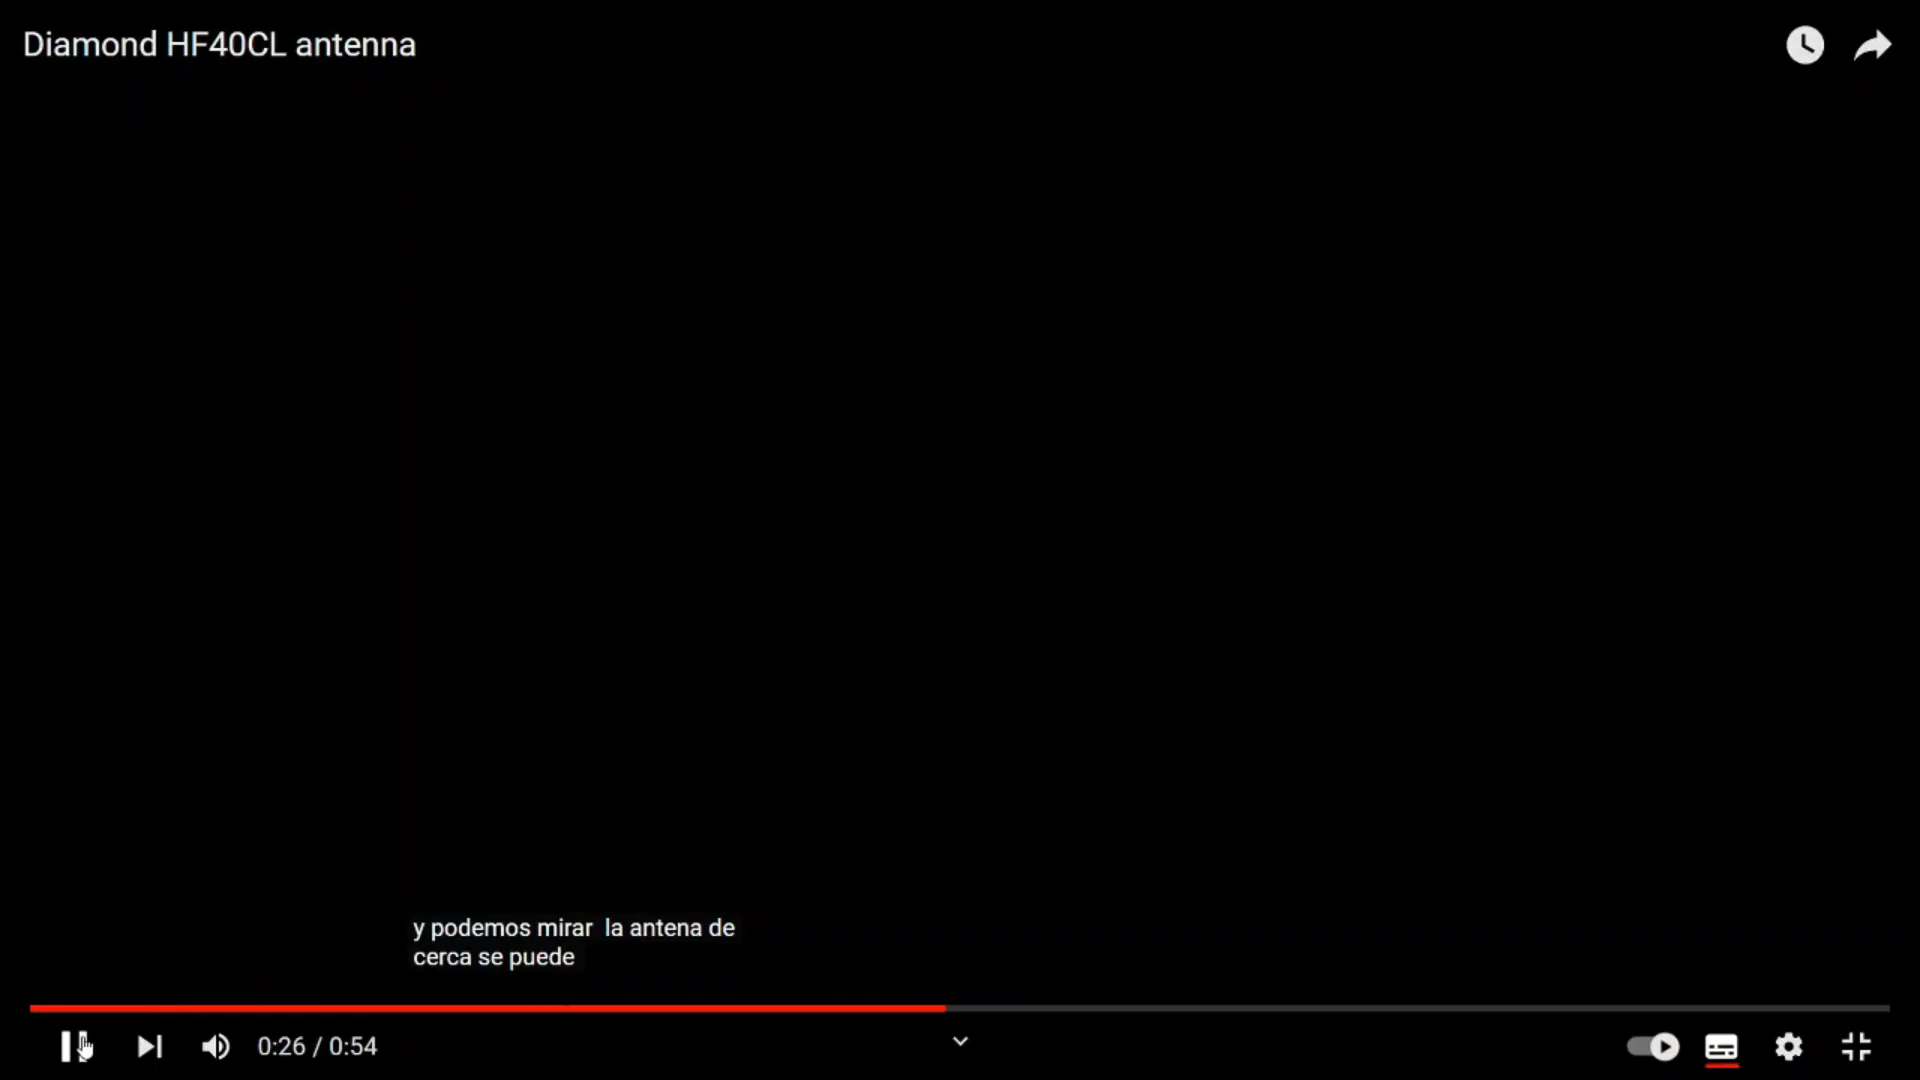 Diamond HF40CL antenna
y podemos mirar la antena de
cerca se puede
0:26 / 0:54